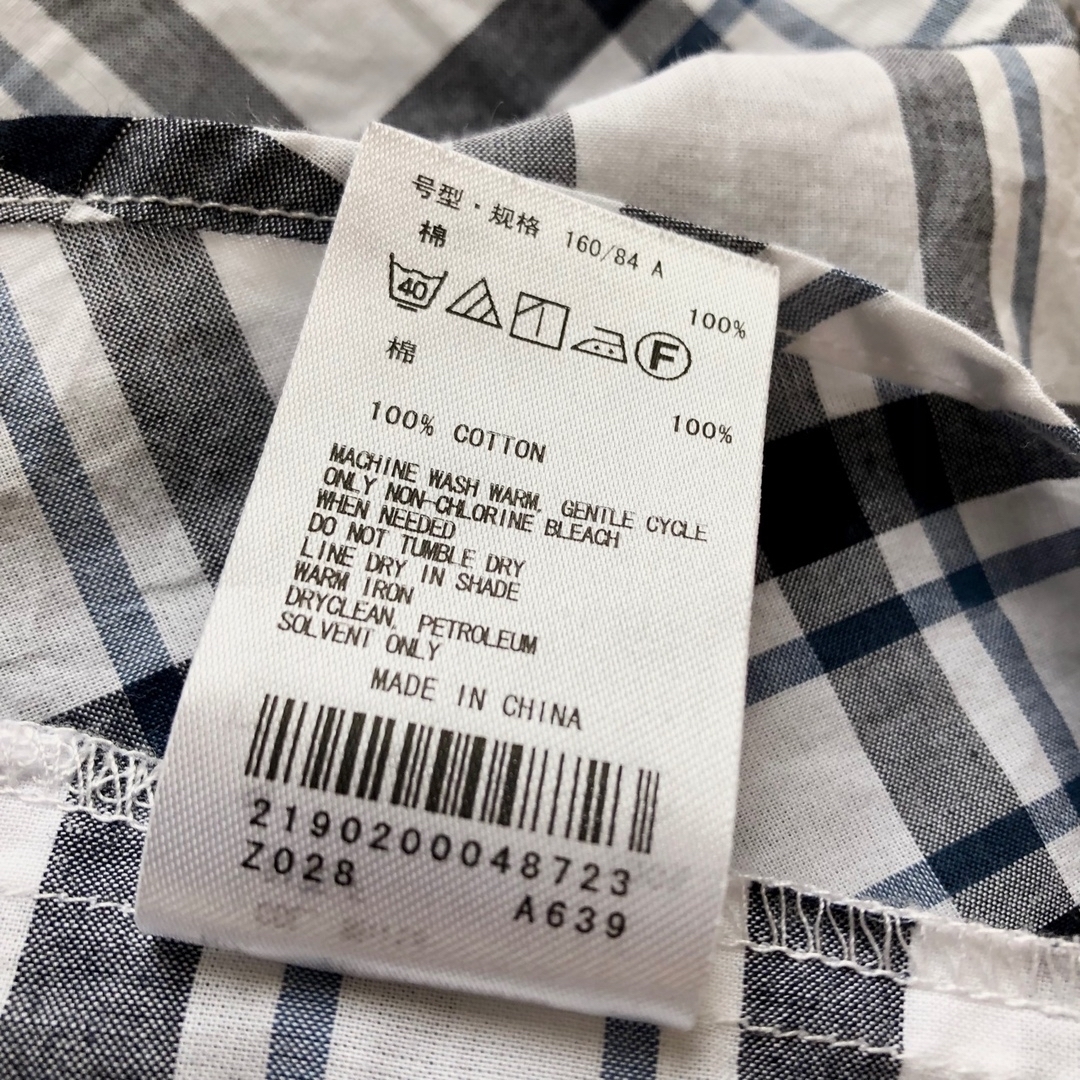 号型·规格 160/84 A
棉 100%
40 F
棉 100%
100% COTTON
MACHINE WASH WARM, GENTLE CYCLE
ONLY NON-CHLORINE BLEACH
WHEN NEEDED
DO NOT TUMBLE DRY
LINE DRY IN SHADE
WARM IRON
DRYCLEAN, PETROLEUM
SOLVENT ONLY
MADE IN CHINA
2190200048723
Z028 A639